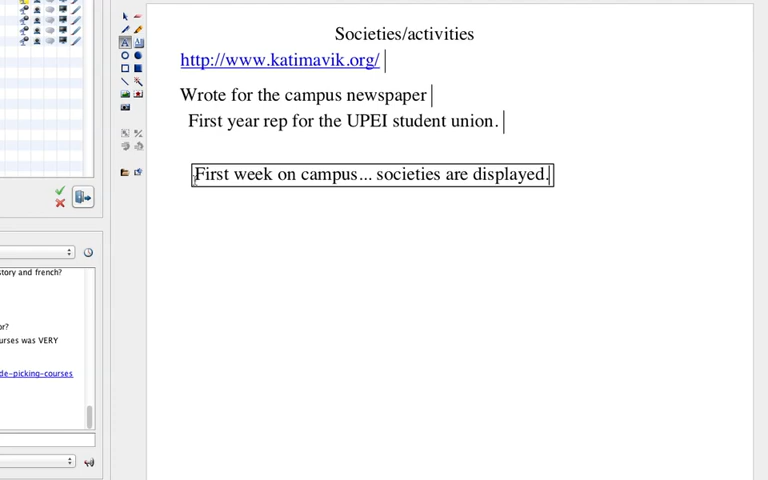 Societies/activities
http://www.katimavik.org/
Wrote for the campus newspaper
First year rep for the UPEI student union.
First week on campus... societies are displayed.
story and french?
or?
urses was VERY
de-picking-courses